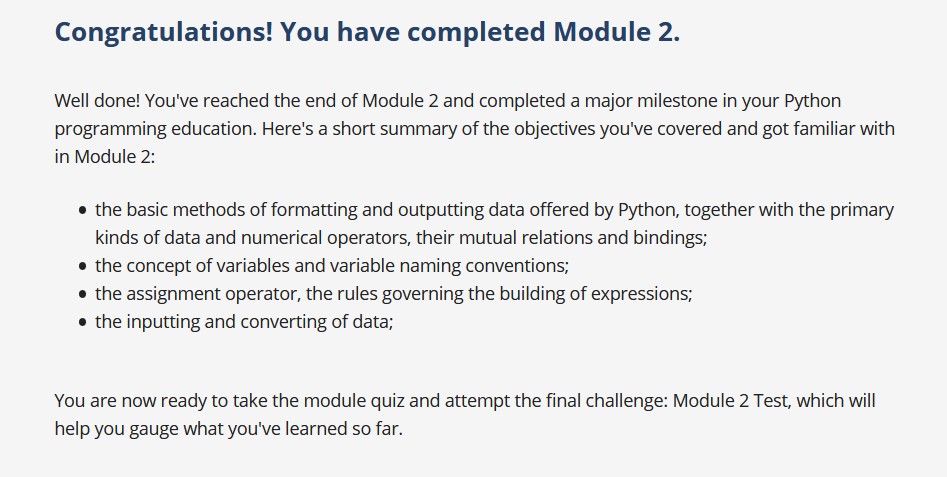 Congratulations! You have completed Module 2.
Well done! You've reached the end of Module 2 and completed a major milestone in your Python
programming education. Here's a short summary of the objectives you've covered and got familiar with
in Module 2:
• the basic methods of formatting and outputting data offered by Python, together with the primary
kinds of data and numerical operators, their mutual relations and bindings;
• the concept of variables and variable naming conventions;
• the assignment operator, the rules governing the building of expressions;
• the inputting and converting of data;
You are now ready to take the module quiz and attempt the final challenge: Module 2 Test, which will
help you gauge what you've learned so far.